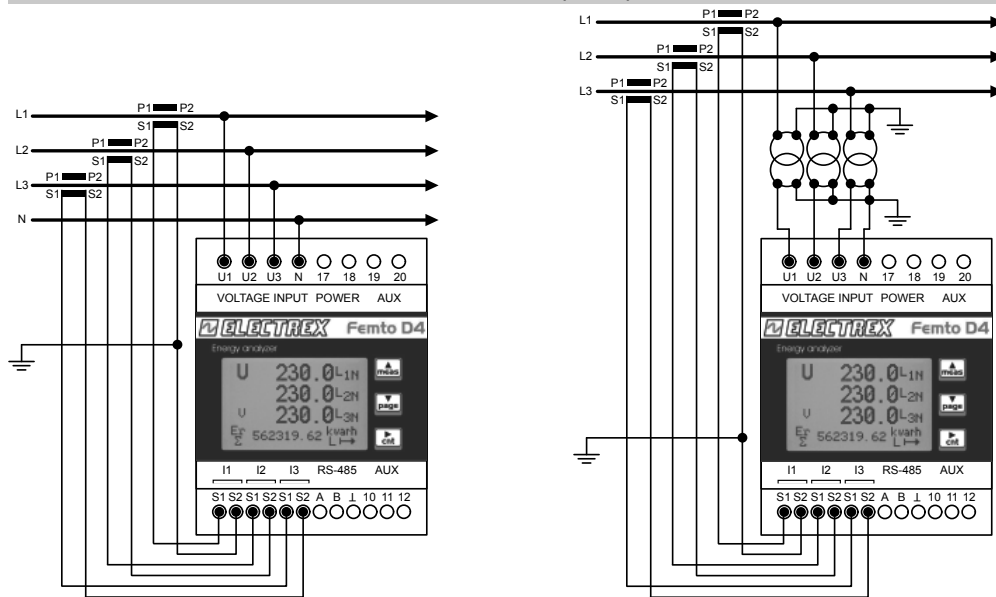 P1 P2
S1 S2
L1
P1 P2
S1 S2
L2
P1 P2
S1 S2
L3
N
U1 U2 U3 N 17 18 19 20
VOLTAGE INPUT POWER AUX
ELECTREX Femto D4
Energy analyzer
U 230.0 L1N
230.0 L2N
V 230.0 L3N
Er Σ 562319.62 kvarh L
meas
page
cnt
I1 I2 I3 RS-485 AUX
S1 S2 S1 S2 S1 S2 A B ⊥ 10 11 12
P1 P2
L1
S1 S2
P1 P2
L2
S1 S2
P1 P2
L3
S1 S2
U1 U2 U3 N 17 18 19 20
VOLTAGE INPUT POWER AUX
ELECTREX Femto D4
Energy analyzer
U 230.0 L1N
230.0 L2N
V 230.0 L3N
Er Σ 562319.62 kvarh L
meas
page
cnt
I1 I2 I3 RS-485 AUX
S1 S2 S1 S2 S1 S2 A B ⊥ 10 11 12